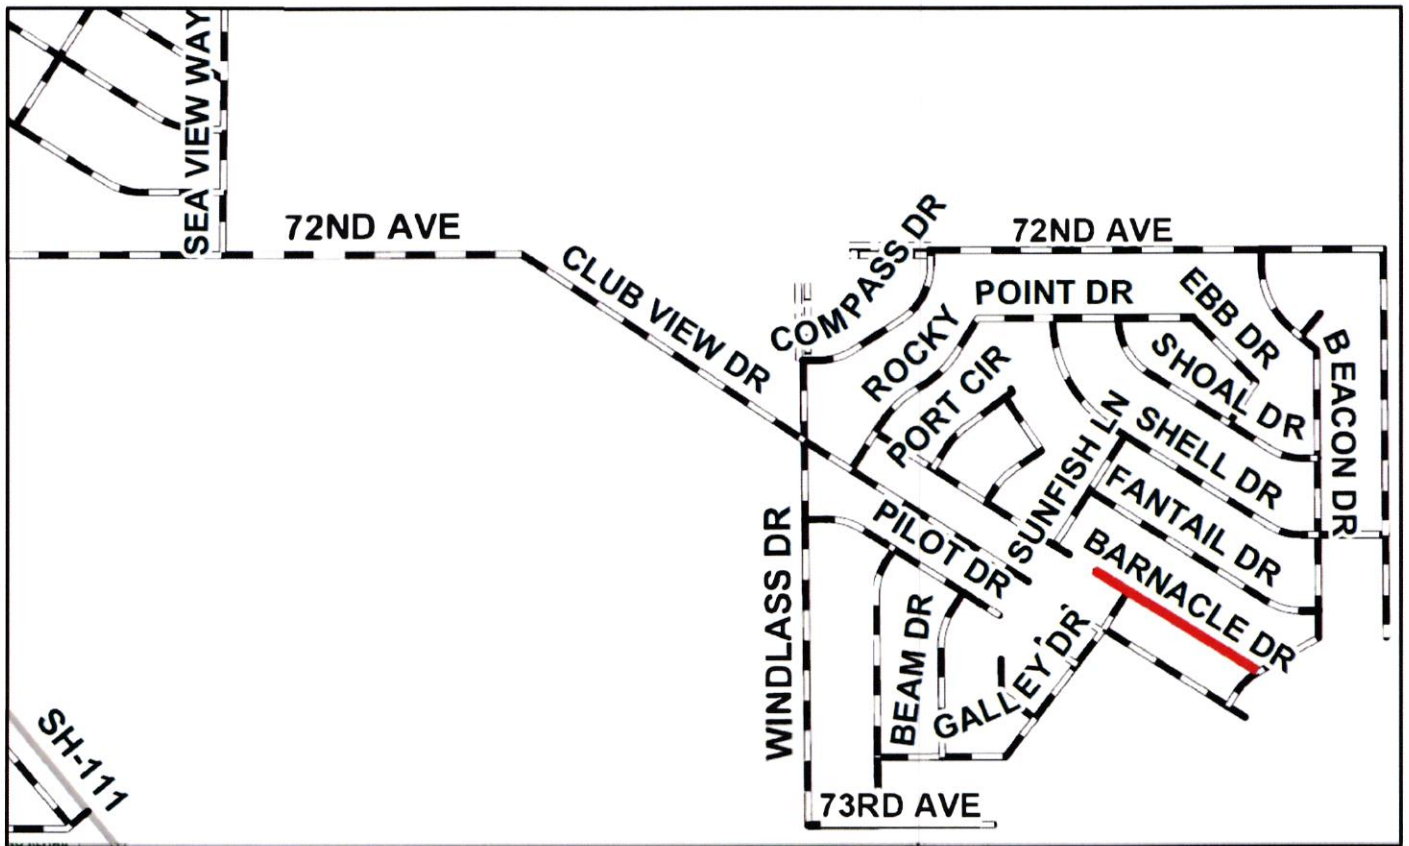 SEA VIEW WAY
72ND AVE
CLUB VIEW DR
COMPASS DR
72ND AVE
POINT DR
ROCKY
EBB DR
PORT CIR
SHOAL DR
BEACON DR
SUNFISH LN
SHELL DR
FANTAIL DR
PILOT DR
BARNACLE DR
WINDLASS DR
BEAM DR
GALLEY DR
SH-111
73RD AVE